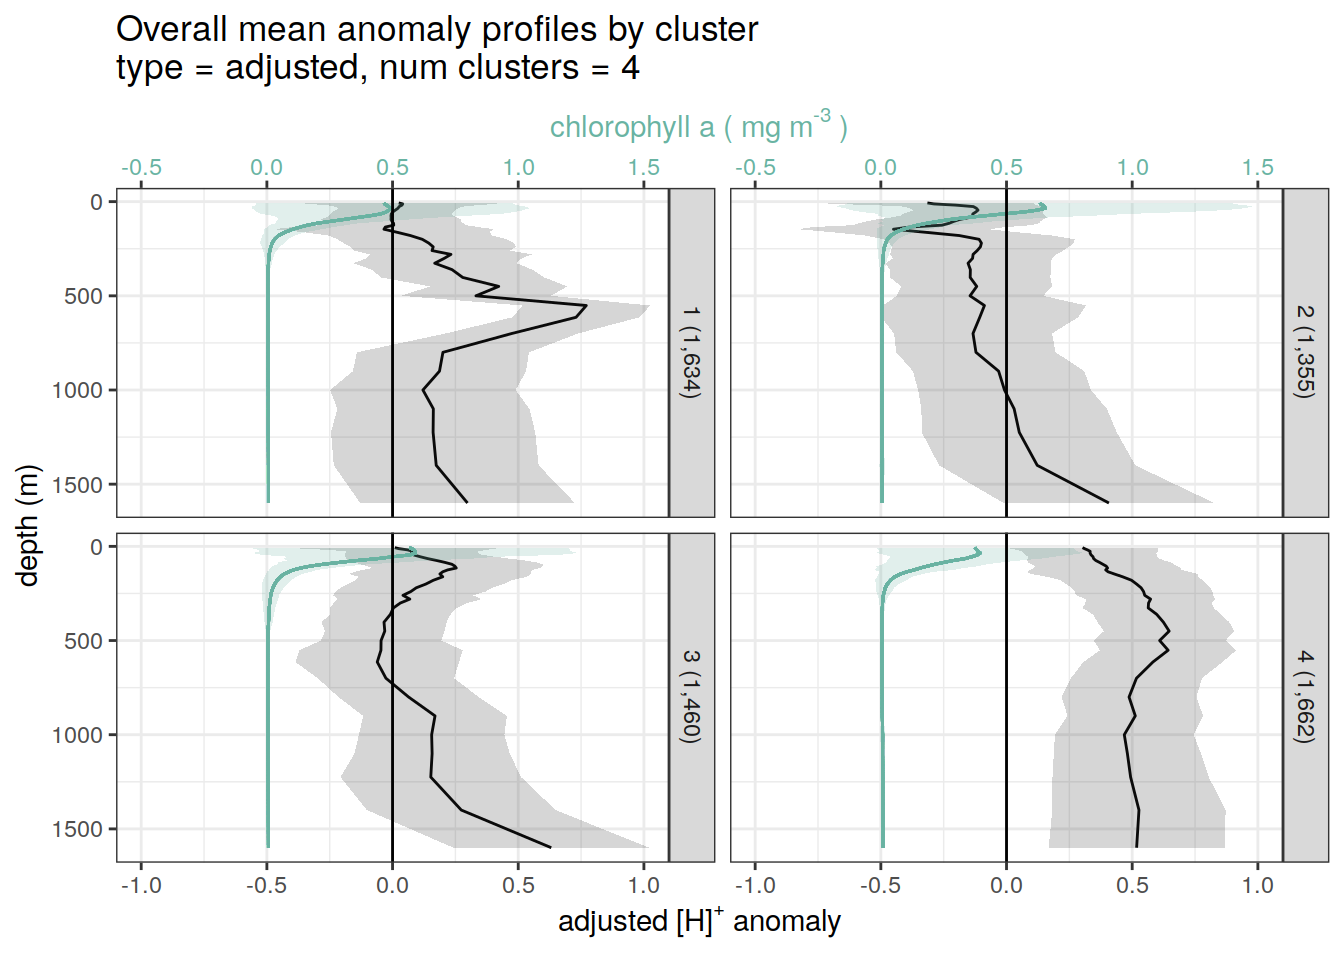 Overall mean anomaly profiles by cluster
type = adjusted, num clusters = 4
chlorophyll a ( mg m⁻³ )
-0.5 0.0 0.5 1.0 1.5 -0.5 0.0 0.5 1.0 1.5
0
500
1000
1500
1 (1,634)
2 (1,355)
depth (m)
0
500
1000
1500
3 (1,460)
4 (1,662)
-1.0 -0.5 0.0 0.5 1.0 -1.0 -0.5 0.0 0.5 1.0
adjusted [H]⁺ anomaly